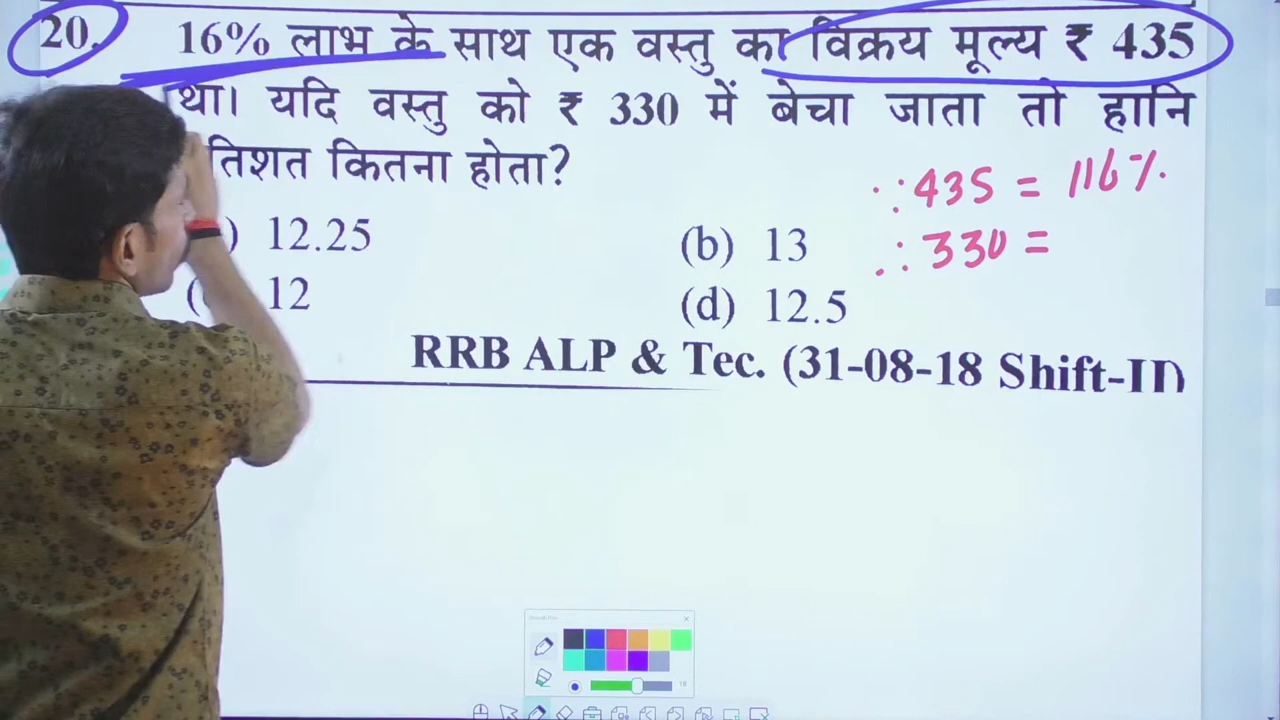 20. 16% लाभ के साथ एक वस्तु का विक्रय मूल्य ₹ 435
था। यदि वस्तु को ₹ 330 में बेचा जाता तो हानि
तिशत कितना होता?
∵ 435 = 116%
) 12.25 (b) 13
∴ 330 =
( 12 (d) 12.5
RRB ALP & Tec. (31-08-18 Shift-II)
18